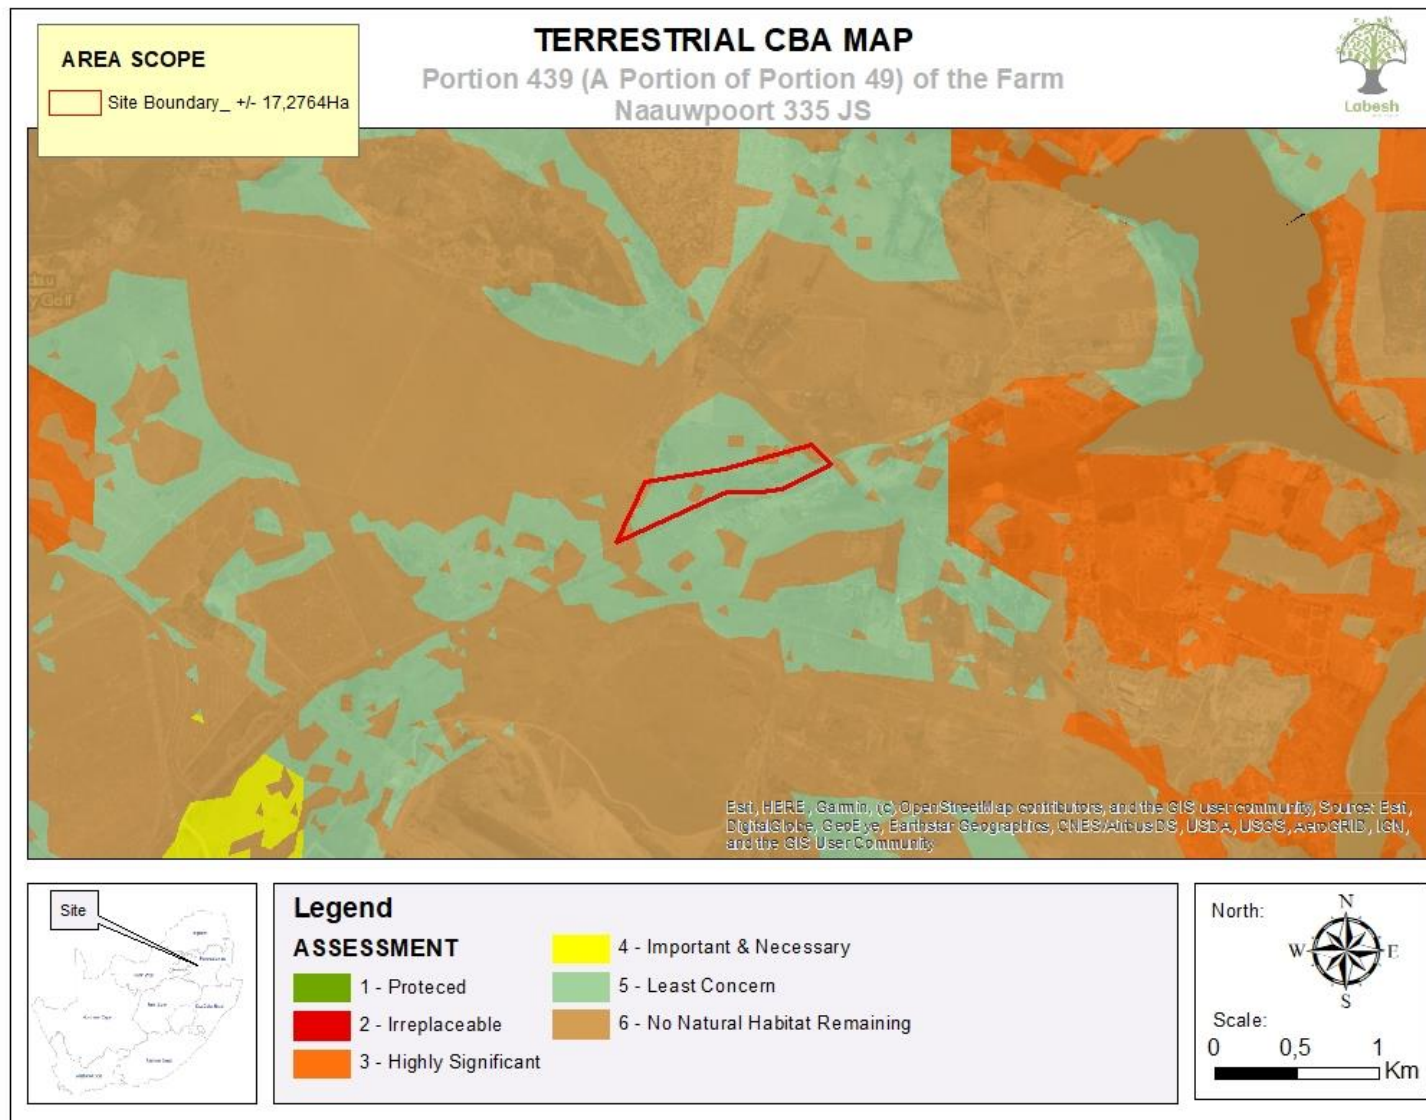 TERRESTRIAL CBA MAP
Portion 439 (A Portion of Portion 49) of the Farm
Naauwpoort 335 JS
Labesh
AREA SCOPE
Site Boundary_ +/- 17,2764Ha
Golf
Esri, HERE, Garmin, (c) OpenStreetMap contributors, and the GIS user community, Source: Esri,
DigitalGlobe, GeoEye, Earthstar Geographics, CNES/Airbus DS, USDA, USGS, AeroGRID, IGN,
and the GIS User Community
Site
Legend
ASSESSMENT
1 - Proteced
2 - Irreplaceable
3 - Highly Significant
4 - Important & Necessary
5 - Least Concern
6 - No Natural Habitat Remaining
North:
N
W E
S
Scale:
0 0,5 1
Km